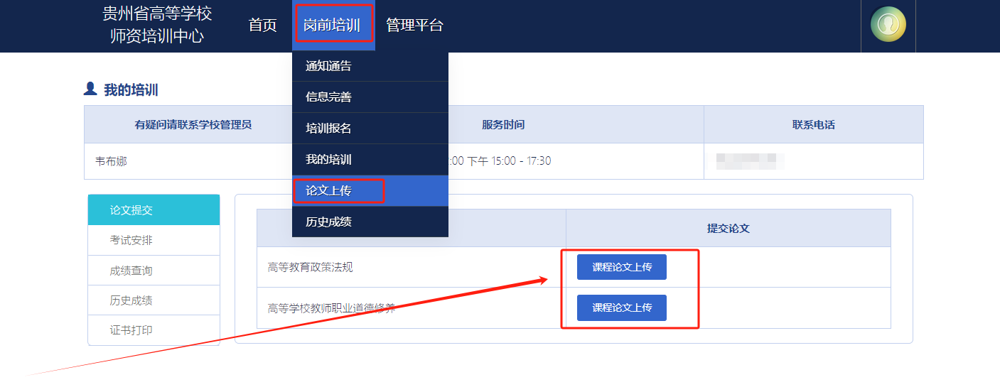 贵州省高等学校
师资培训中心
首页
岗前培训
管理平台
通知通告
信息完善
培训报名
我的培训
论文上传
历史成绩
我的培训
有疑问请联系学校管理员
服务时间
联系电话
韦布娜
:00 下午 15:00 - 17:30
论文提交
考试安排
成绩查询
历史成绩
证书打印
提交论文
高等教育政策法规
课程论文上传
高等学校教师职业道德修养
课程论文上传